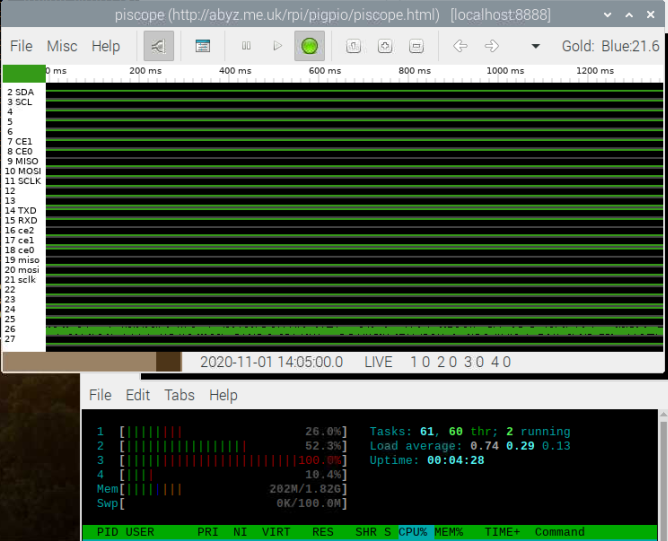 piscope (http://abyz.me.uk/rpi/pigpio/piscope.html) [localhost:8888]
File Misc Help Gold: Blue:21.6
0 ms 200 ms 400 ms 600 ms 800 ms 1000 ms 1200 ms
2 SDA
3 SCL
4
5
6
7 CE1
8 CE0
9 MISO
10 MOSI
11 SCLK
12
13
14 TXD
15 RXD
16 ce2
17 ce1
18 ce0
19 miso
20 mosi
21 sclk
22
23
24
25
26
27
2020-11-01 14:05:00.0 LIVE 1 0 2 0 3 0 4 0
File Edit Tabs Help
1 [|||||||| 26.0%] Tasks: 61, 60 thr; 2 running
2 [||||||||||||||||| 52.3%] Load average: 0.74 0.29 0.13
3 [||||||||||||||||||||||||100.0%] Uptime: 00:04:28
4 [|||| 10.4%]
Mem[|||||||| 202M/1.82G]
Swp[ 0K/100.0M]
PID USER PRI NI VIRT RES SHR S CPU% MEM% TIME+ Command